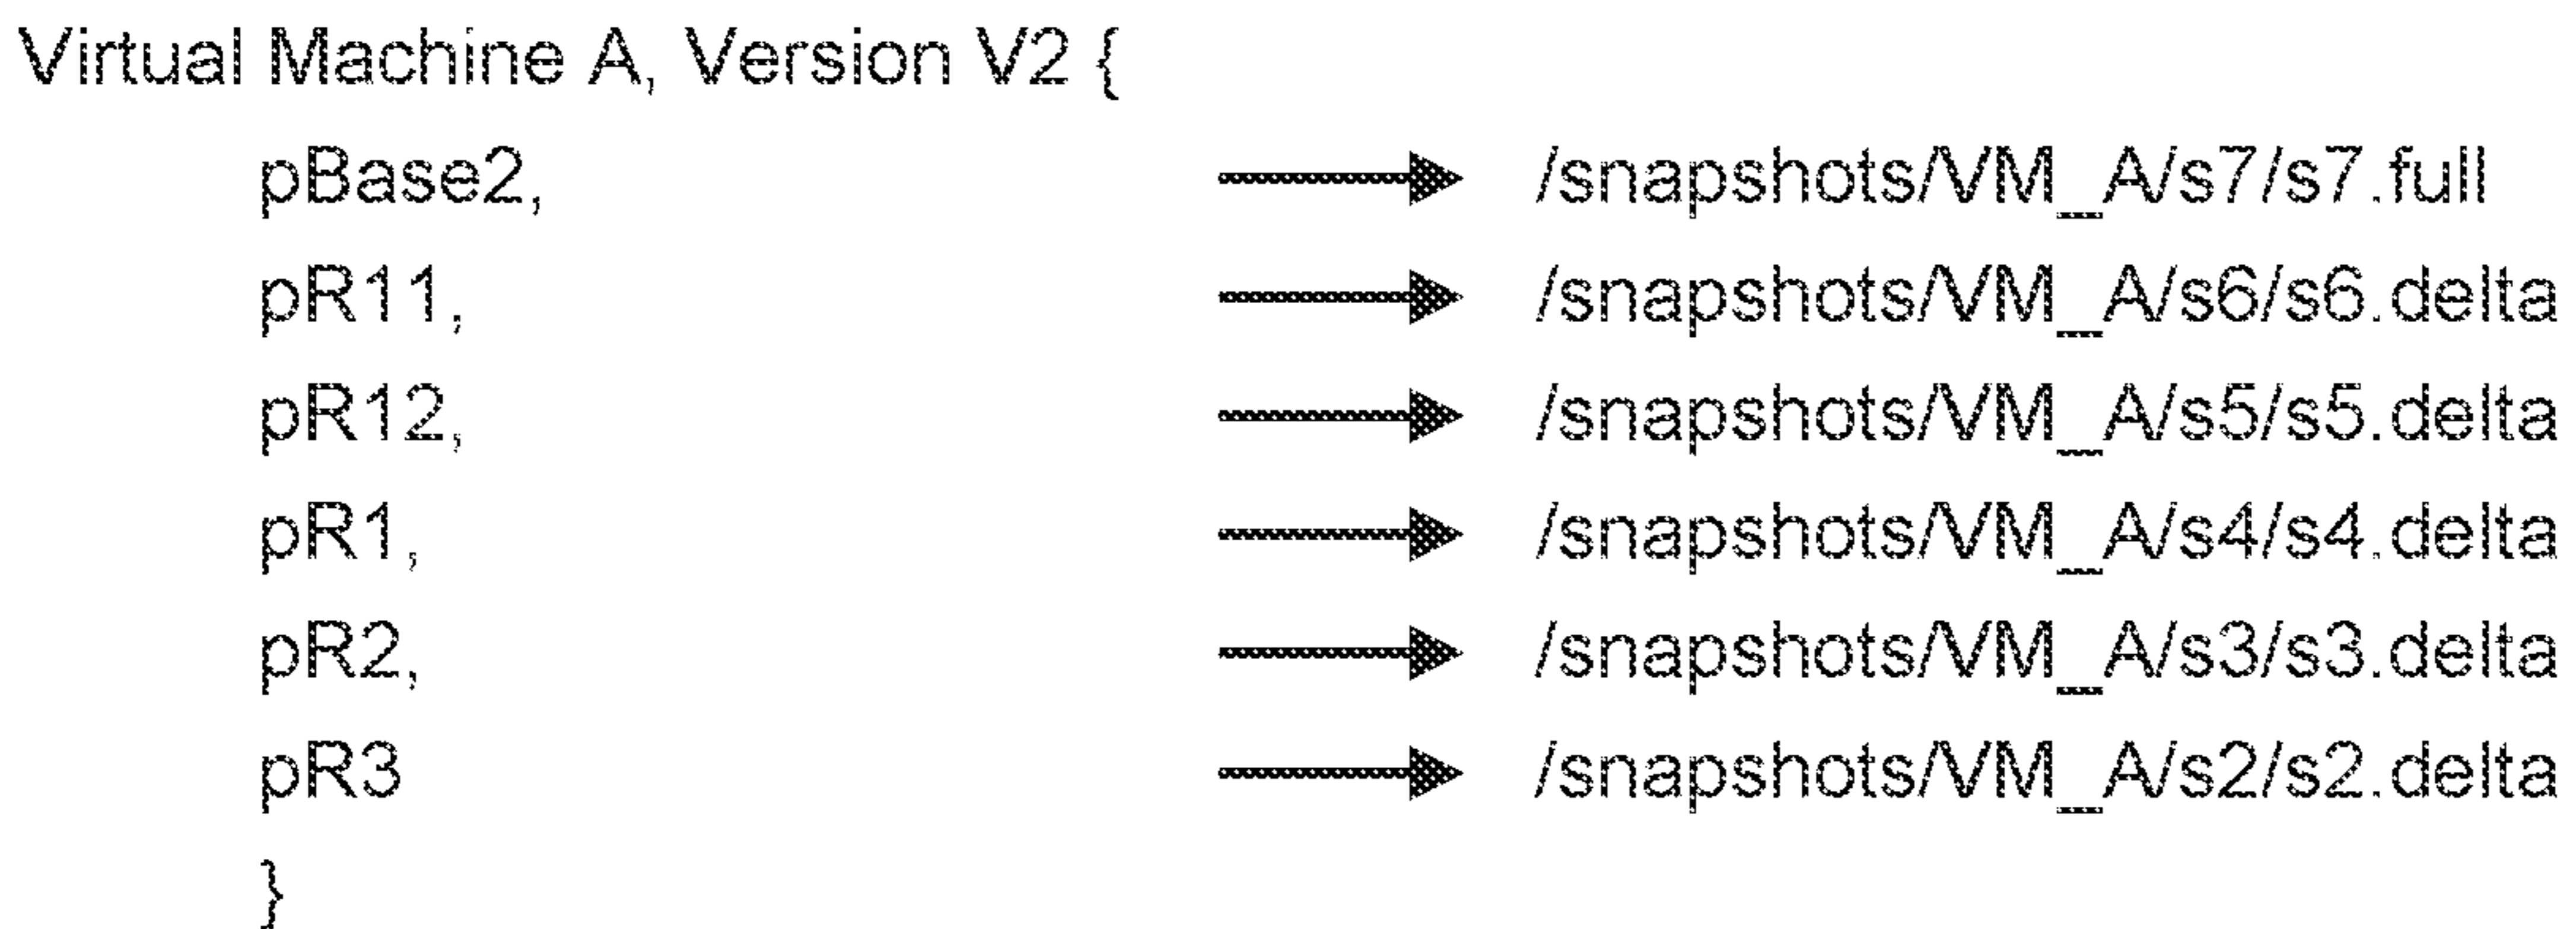 Virtual Machine A, Version V2 {
pBase2, /snapshots/VM_A/s7/s7.full
pR11, /snapshots/VM_A/s6/s6.delta
pR12, /snapshots/VM_A/s5/s5.delta
pR1, /snapshots/VM_A/s4/s4.delta
pR2, /snapshots/VM_A/s3/s3.delta
pR3 /snapshots/VM_A/s2/s2.delta
}